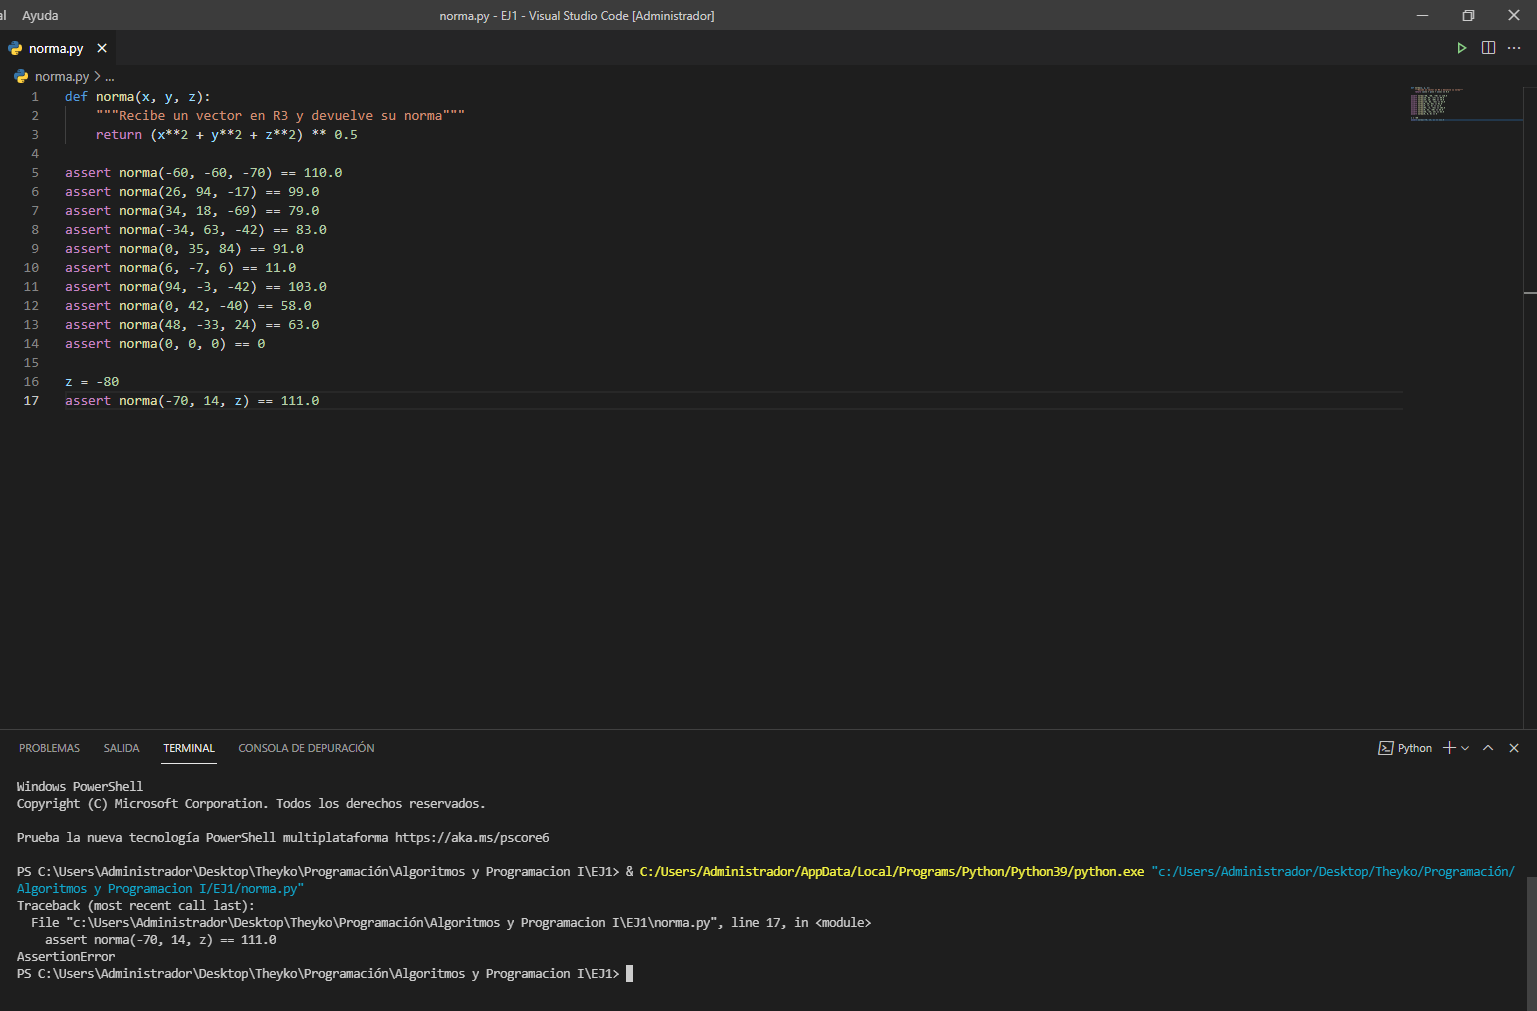 Ayuda
norma.py - EJ1 - Visual Studio Code [Administrador]
norma.py
norma.py > ...
1 def norma(x, y, z):
2 """Recibe un vector en R3 y devuelve su norma"""
3 return (x**2 + y**2 + z**2) ** 0.5
4
5 assert norma(-60, -60, -70) == 110.0
6 assert norma(26, 94, -17) == 99.0
7 assert norma(34, 18, -69) == 79.0
8 assert norma(-34, 63, -42) == 83.0
9 assert norma(0, 35, 84) == 91.0
10 assert norma(6, -7, 6) == 11.0
11 assert norma(94, -3, -42) == 103.0
12 assert norma(0, 42, -40) == 58.0
13 assert norma(48, -33, 24) == 63.0
14 assert norma(0, 0, 0) == 0
15
16 z = -80
17 assert norma(-70, 14, z) == 111.0
PROBLEMAS SALIDA TERMINAL CONSOLA DE DEPURACIÓN
Python
Windows PowerShell
Copyright (C) Microsoft Corporation. Todos los derechos reservados.
Prueba la nueva tecnología PowerShell multiplataforma https://aka.ms/pscore6
PS C:\Users\Administrador\Desktop\Theyko\Programación\Algoritmos y Programacion I\EJ1> & C:/Users/Administrador/AppData/Local/Programs/Python/Python39/python.exe "c:/Users/Administrador/Desktop/Theyko/Programación/
Algoritmos y Programacion I/EJ1/norma.py"
Traceback (most recent call last):
File "c:\Users\Administrador\Desktop\Theyko\Programación\Algoritmos y Programacion I\EJ1\norma.py", line 17, in <module>
assert norma(-70, 14, z) == 111.0
AssertionError
PS C:\Users\Administrador\Desktop\Theyko\Programación\Algoritmos y Programacion I\EJ1>